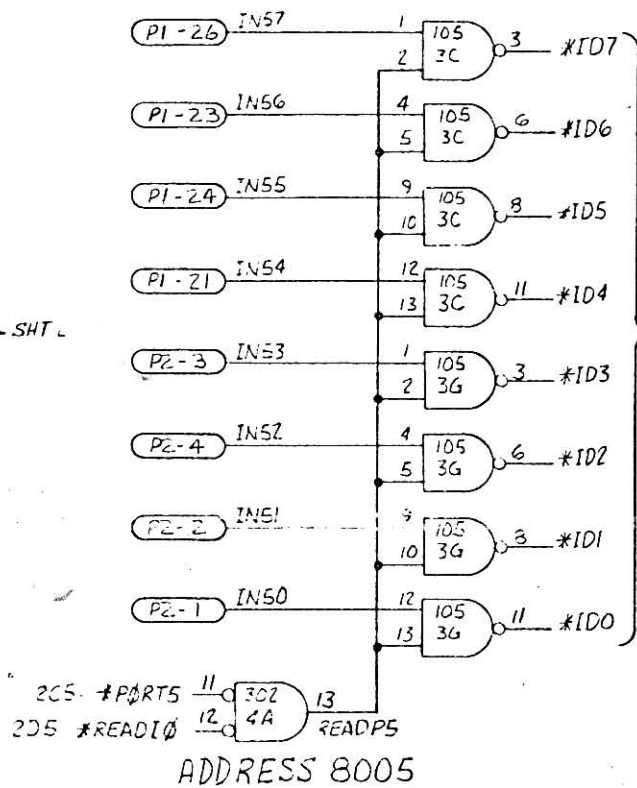 P1-26 IN57 1 105 3 *ID7
2 3C
P1-23 IN56 4 105 6 *ID6
5 3C
P1-24 IN55 9 105 8 *ID5
10 3C
P1-21 IN54 12 105 11 *ID4
13 3C
SHT
P2-3 IN53 1 105 3 *ID3
2 3G
P2-4 IN52 4 105 6 *ID2
5 3G
P2-2 IN51 9 105 8 *ID1
10 3G
P2-1 IN50 12 105 11 *ID0
13 3G
2C5 *PØRT5 11 302 13
2D5 *READIØ 12 4A READP5
ADDRESS 8005